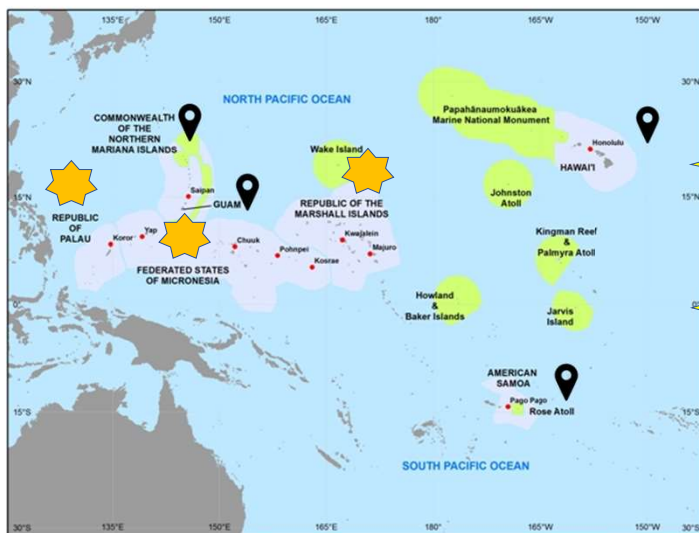 135°E
150°E
165°E
180°
165°W
150°W
30°N
30°N
NORTH PACIFIC OCEAN
COMMONWEALTH
OF THE
NORTHERN
MARIANA ISLANDS
Papahānaumokuākea
Marine National Monument
Wake Island
Honolulu
HAWAI'I
Saipan
15°N
15°N
GUAM
REPUBLIC OF THE
MARSHALL ISLANDS
Johnston
Atoll
REPUBLIC
OF
PALAU
Koror
Yap
Chuuk
Pohnpei
Kosrae
Kwajalein
Majuro
Kingman Reef
&
Palmyra Atoll
FEDERATED STATES
OF MICRONESIA
Howland
&
Baker Islands
Jarvis
Island
0°
0°
AMERICAN
SAMOA
Pago Pago
Rose Atoll
15°S
15°S
SOUTH PACIFIC OCEAN
30°S
30°S
135°E
150°E
165°E
180°
165°W
150°W